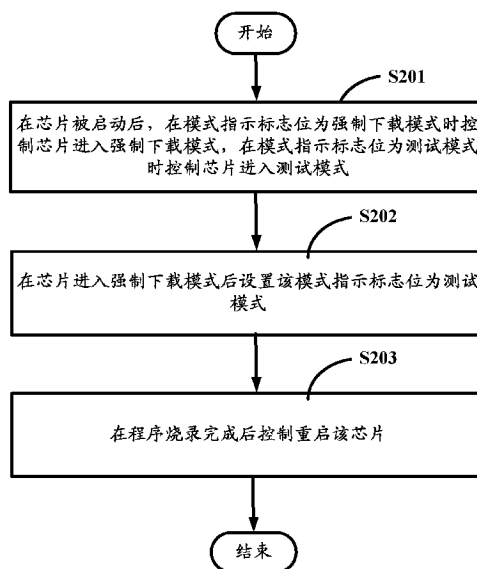 开始
S201
在芯片被启动后，在模式指示标志位为强制下载模式时控
制芯片进入强制下载模式，在模式指示标志位为测试模式
时控制芯片进入测试模式
S202
在芯片进入强制下载模式后设置该模式指示标志位为测试
模式
S203
在程序烧录完成后控制重启该芯片
结束